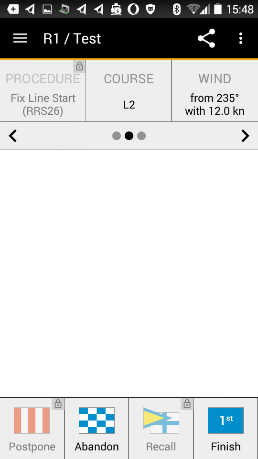 15:48
R1 / Test
PROCEDURE COURSE WIND
Fix Line Start
(RRS26)
L2
from 235°
with 12.0 kn
1st
Postpone Abandon Recall Finish